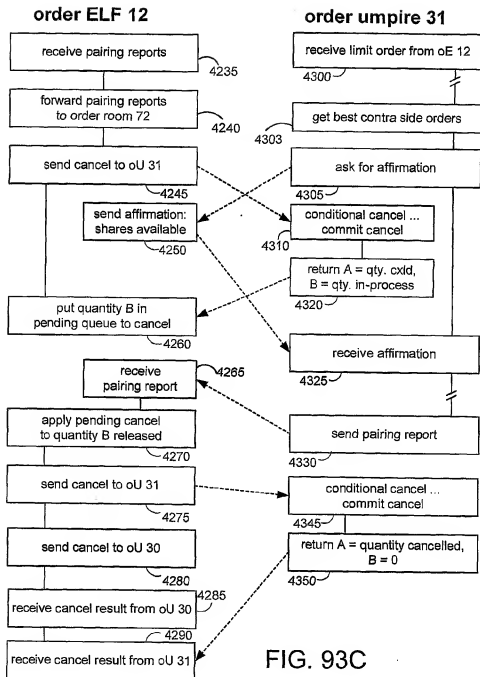 order ELF 12
receive pairing reports
4235
forward pairing reports
to order room 72
4240
send cancel to oU 31
4245
send affirmation:
shares available
4250
put quantity B in
pending queue to cancel
4260
receive
pairing report
4265
apply pending cancel
to quantity B released
4270
send cancel to oU 31
4275
send cancel to oU 30
4280
receive cancel result from oU 30
4285
4290
receive cancel result from oU 31
order umpire 31
receive limit order from oE 12
4300
get best contra side orders
4303
ask for affirmation
4305
conditional cancel ...
commit cancel
4310
return A = qty. cxld,
B = qty. in-process
4320
receive affirmation
4325
send pairing report
4330
conditional cancel ...
commit cancel
4345
return A = quantity cancelled,
B = 0
4350
FIG. 93C